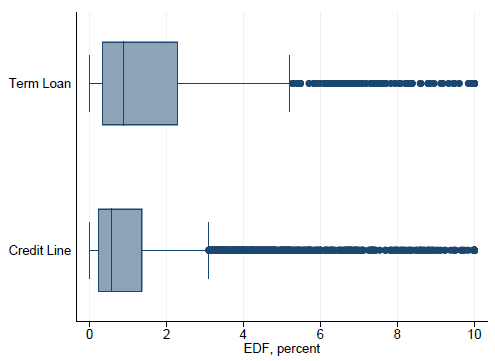 Term Loan
Credit Line
0 2 4 6 8 10
EDF, percent